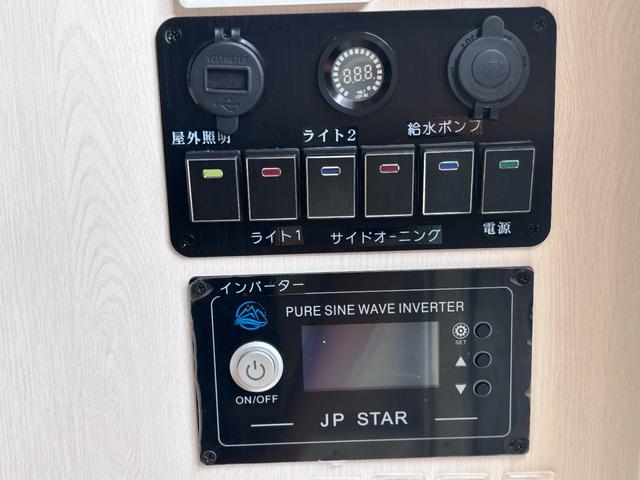 VOLTMETER
12V
屋外照明
ライト2
給水ポンプ
ライト1
サイドオーニング
電源
インバーター
PURE SINE WAVE INVERTER
SET
ON/OFF
JP STAR